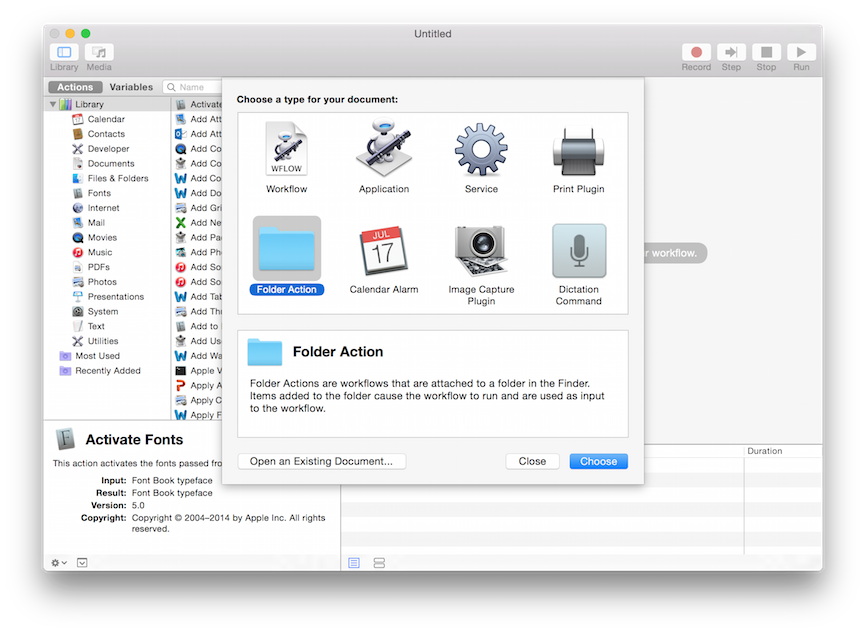 Untitled
Library
Media
Record
Step
Stop
Run
Actions
Variables
Name
Library
Calendar
Contacts
Developer
Documents
Files & Folders
Fonts
Internet
Mail
Movies
Music
PDFs
Photos
Presentations
System
Text
Utilities
Most Used
Recently Added
Activate
Add Att
Add Att
Add Co
Add Co
Add Co
Add Do
Add Gri
Add Ne
Add Pa
Add Ph
Add So
Add So
Add Tab
Add Thu
Add to
Add Use
Add Wa
Apple V
Apply A
Apply C
Apply F
Choose a type for your document:
WFLOW
Workflow
Application
Service
Print Plugin
Folder Action
JUL
17
Calendar Alarm
Image Capture
Plugin
Dictation
Command
r workflow.
Folder Action
Folder Actions are workflows that are attached to a folder in the Finder.
Items added to the folder cause the workflow to run and are used as input
to the workflow.
Open an Existing Document...
Close
Choose
F
Activate Fonts
This action activates the fonts passed fro
Input: Font Book typeface
Result: Font Book typeface
Version: 5.0
Copyright: Copyright © 2004–2014 by Apple Inc. All rights
reserved.
Duration